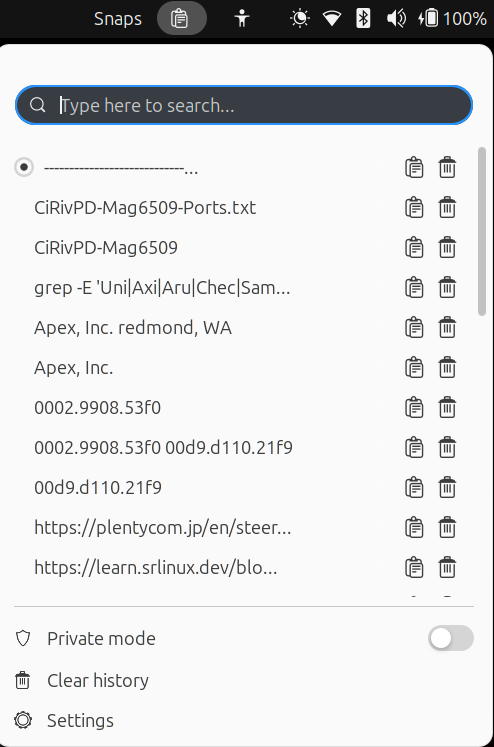 Snaps 100%
Type here to search...
----------------------------...
CiRivPD-Mag6509-Ports.txt
CiRivPD-Mag6509
grep -E 'Uni|Axi|Aru|Chec|Sam...
Apex, Inc. redmond, WA
Apex, Inc.
0002.9908.53f0
0002.9908.53f0 00d9.d110.21f9
00d9.d110.21f9
https://plentycom.jp/en/steer...
https://learn.srlinux.dev/blo...
Private mode
Clear history
Settings